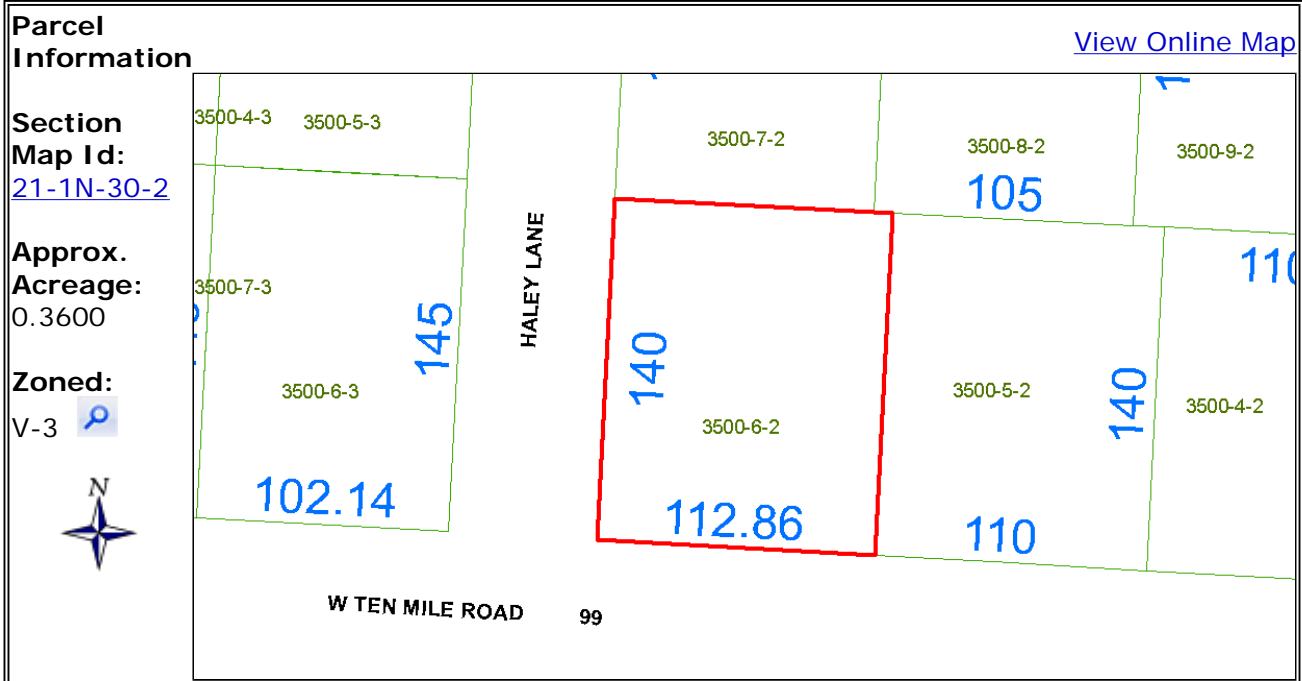 Parcel
Information
View Online Map
Section
Map Id:
21-1N-30-2
Approx.
Acreage:
0.3600
Zoned:
V-3
N
3500-4-3
3500-5-3
3500-7-2
3500-8-2
3500-9-2
105
HALEY LANE
110
3500-7-3
145
140
3500-6-3
3500-6-2
3500-5-2
140
3500-4-2
102.14
112.86
110
W TEN MILE ROAD
99